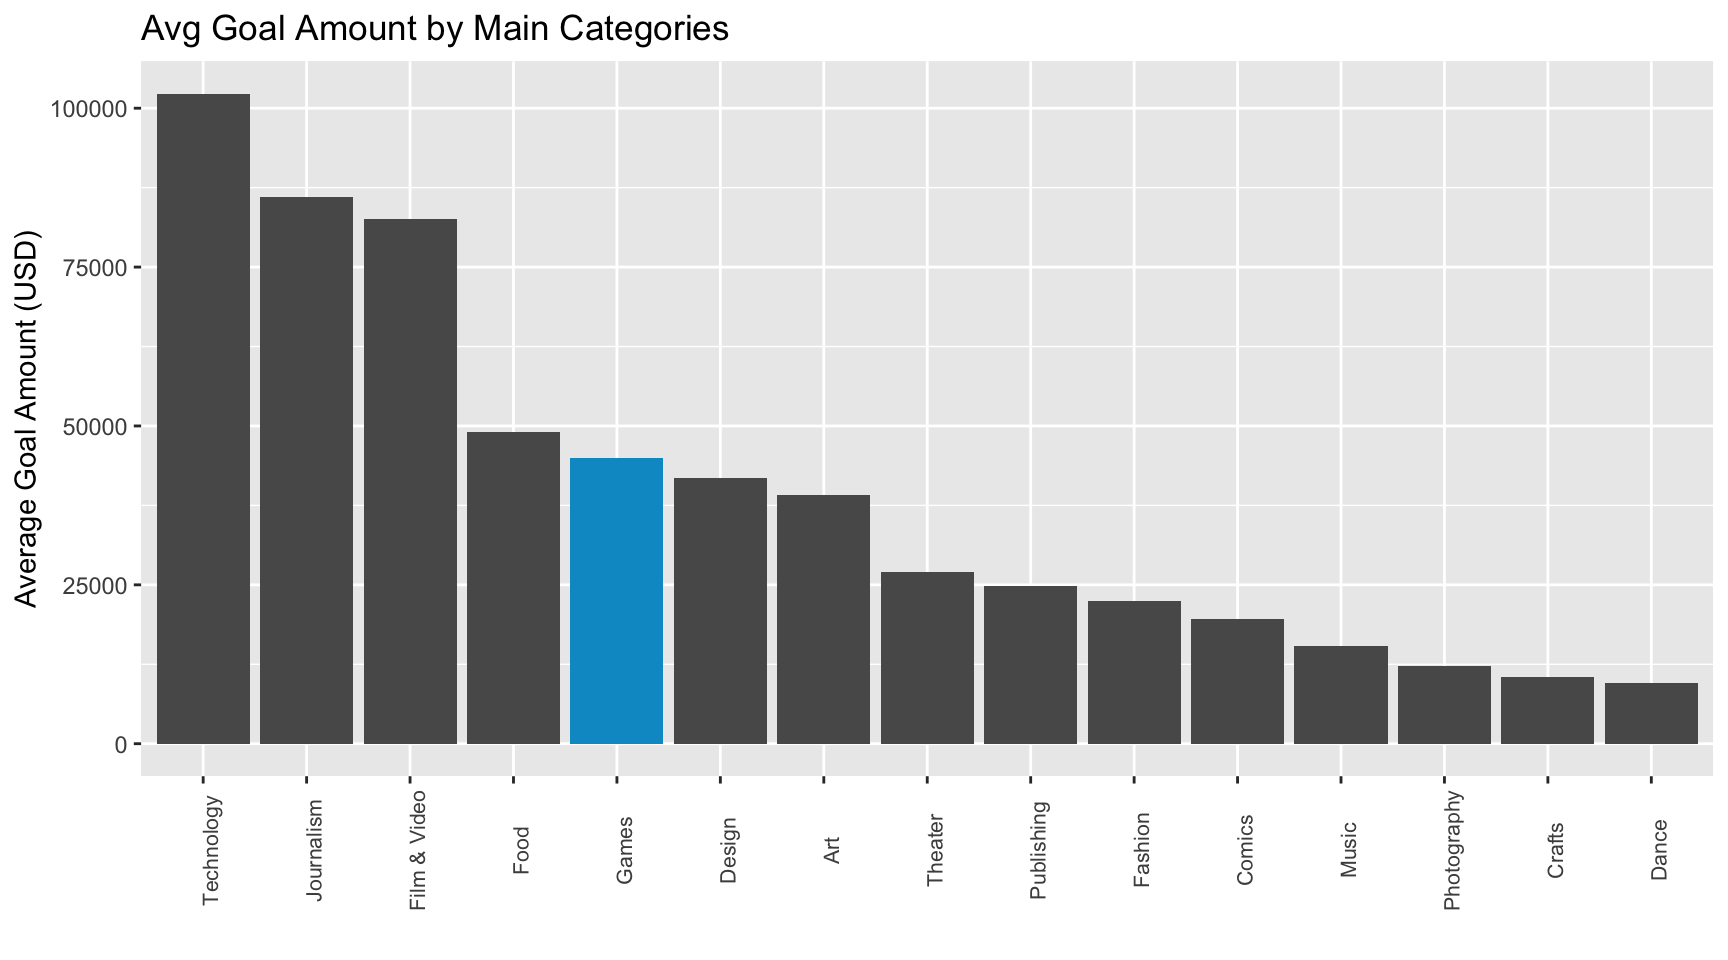 Avg Goal Amount by Main Categories
Average Goal Amount (USD)
100000
75000
50000
25000
0
Technology
Journalism
Film & Video
Food
Games
Design
Art
Theater
Publishing
Fashion
Comics
Music
Photography
Crafts
Dance